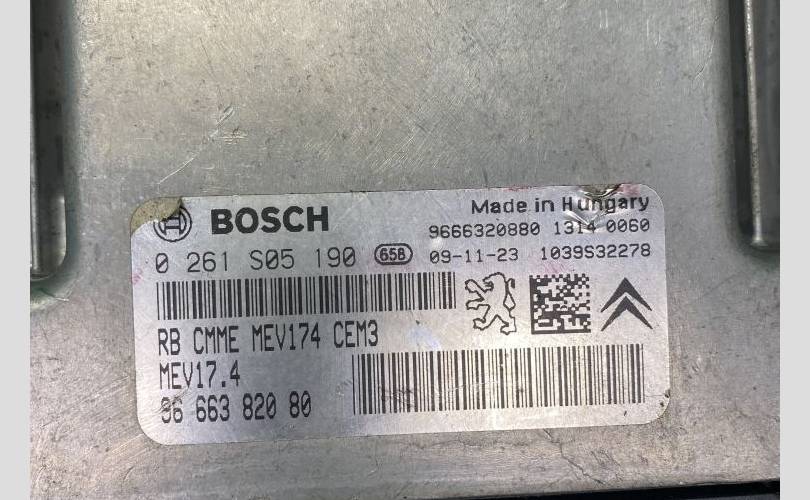 BOSCH
Made in Hungary
9666320880 1314 0060
0 261 S05 190 658 09-11-23 1039S32278
RB CMME MEV174 CEM3
MEV17.4
96 663 820 80